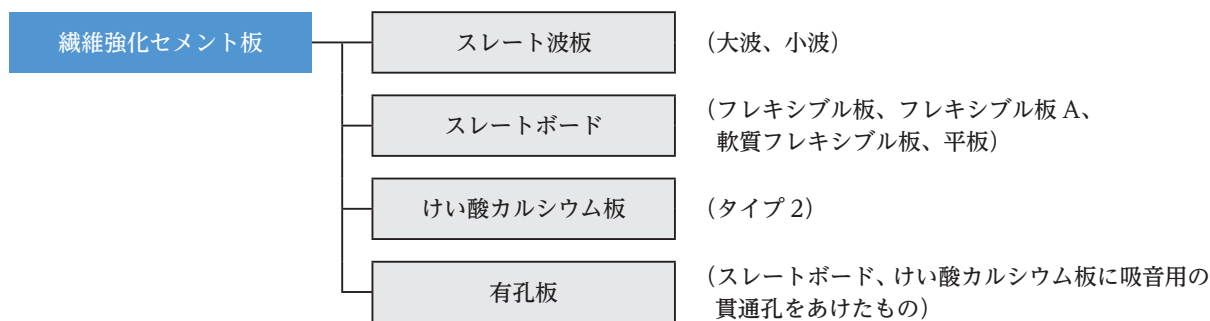 繊維強化セメント板
スレート波板
（大波、小波）
スレートボード
（フレキシブル板、フレキシブル板 A、
軟質フレキシブル板、平板）
けい酸カルシウム板
（タイプ 2）
有孔板
（スレートボード、けい酸カルシウム板に吸音用の
貫通孔をあけたもの）